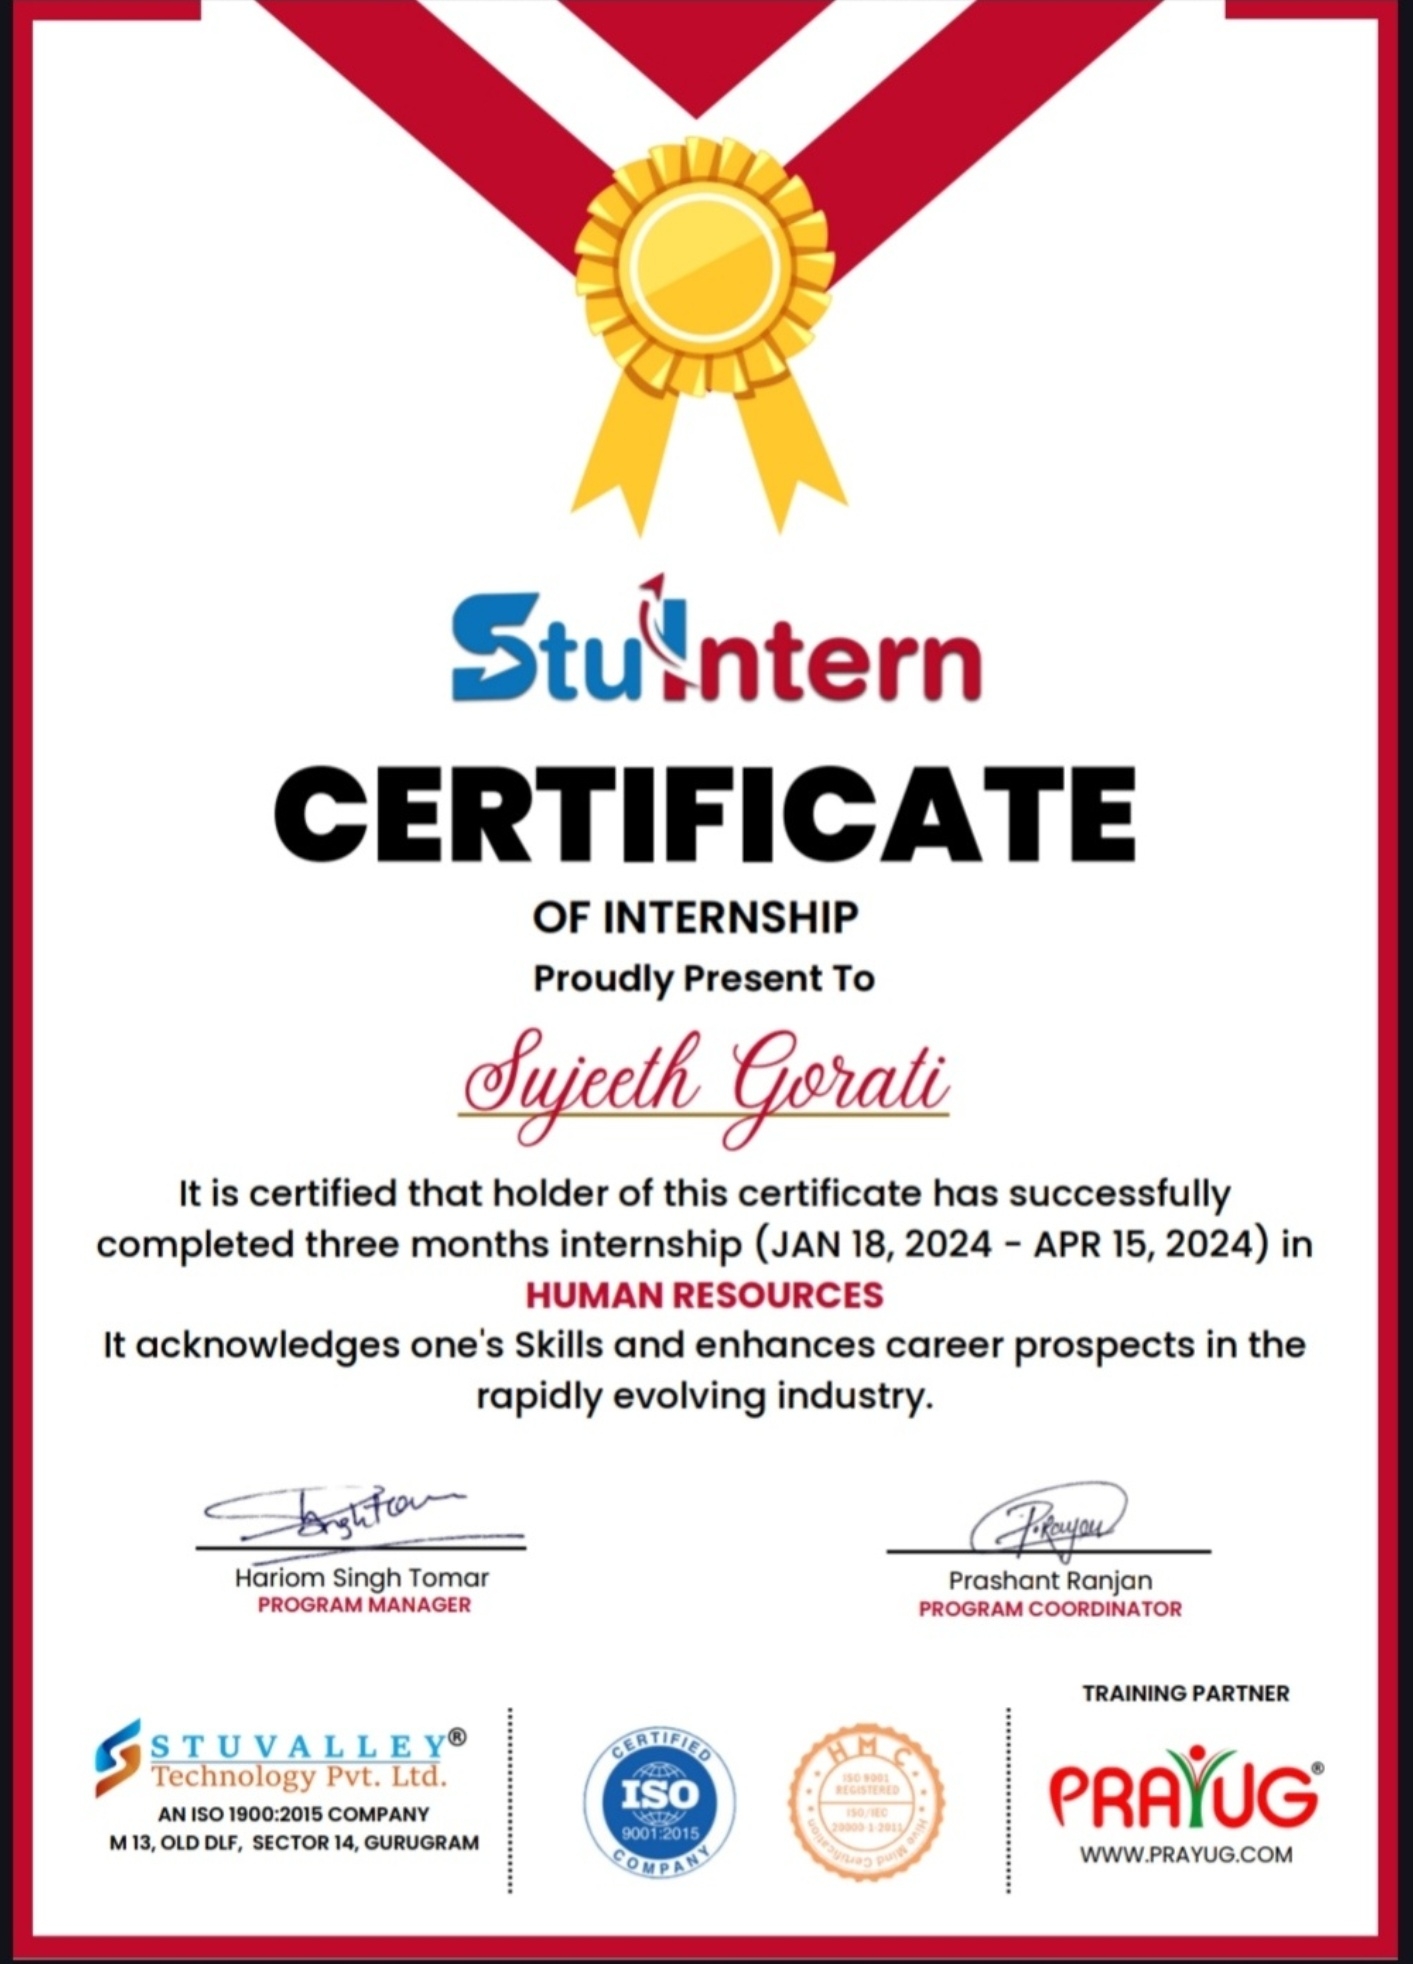 StuIntern
CERTIFICATE
OF INTERNSHIP
Proudly Present To
Sujeeth Gorati
It is certified that holder of this certificate has successfully
completed three months internship (JAN 18, 2024 - APR 15, 2024) in
HUMAN RESOURCES
It acknowledges one's Skills and enhances career prospects in the
rapidly evolving industry.
Hariom Singh Tomar
PROGRAM MANAGER
P.Ranjan
Prashant Ranjan
PROGRAM COORDINATOR
STUVALLEY®
Technology Pvt. Ltd.
AN ISO 1900:2015 COMPANY
M 13, OLD DLF, SECTOR 14, GURUGRAM
CERTIFIED
ISO
9001:2015
COMPANY
HMC
ISO 9001
REGISTERED
ISO/IEC
20000-1:2011
Hive Mind Certification
TRAINING PARTNER
PRAYUG®
WWW.PRAYUG.COM